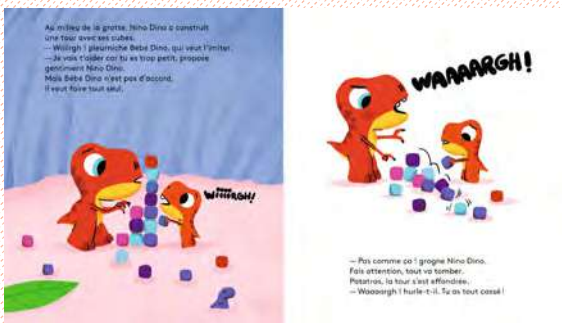 Au milieu de la grotte, Nino Dino a construit
une tour avec ses cubes.
— Wiiiirgh ! pleurniche Bébé Dino, qui veut l'imiter.
— Je vais t'aider car tu es trop petit, propose
gentiment Nino Dino.
Mais Bébé Dino n'est pas d'accord,
il veut faire tout seul.
WIIIIRGH!
WAAAARGH!
— Pas comme ça ! grogne Nino Dino.
Fais attention, tout va tomber.
Patatras, la tour s'est effondrée.
— Waaaargh ! hurle-t-il. Tu as tout cassé !